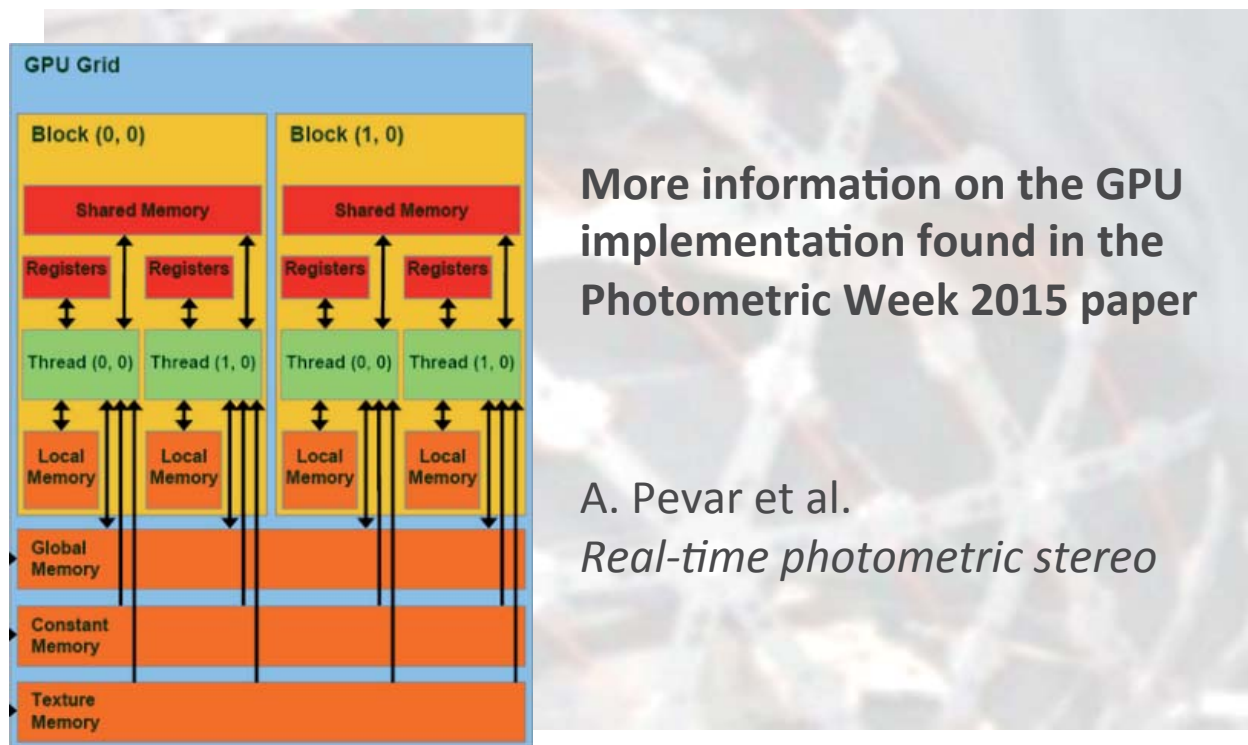 GPU Grid
Block (0, 0)
Block (1, 0)
Shared Memory
Shared Memory
Registers
Registers
Registers
Registers
Thread (0, 0)
Thread (1, 0)
Thread (0, 0)
Thread (1, 0)
Local
Memory
Local
Memory
Local
Memory
Local
Memory
Global
Memory
Constant
Memory
Texture
Memory
More information on the GPU
implementation found in the
Photometric Week 2015 paper
A. Pevar et al.
Real-time photometric stereo